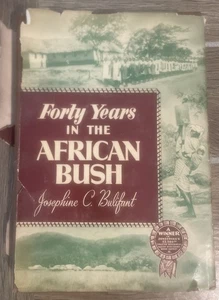 Forty Years
IN THE
AFRICAN
BUSH
Josephine C. Bulifant
A
WINNER